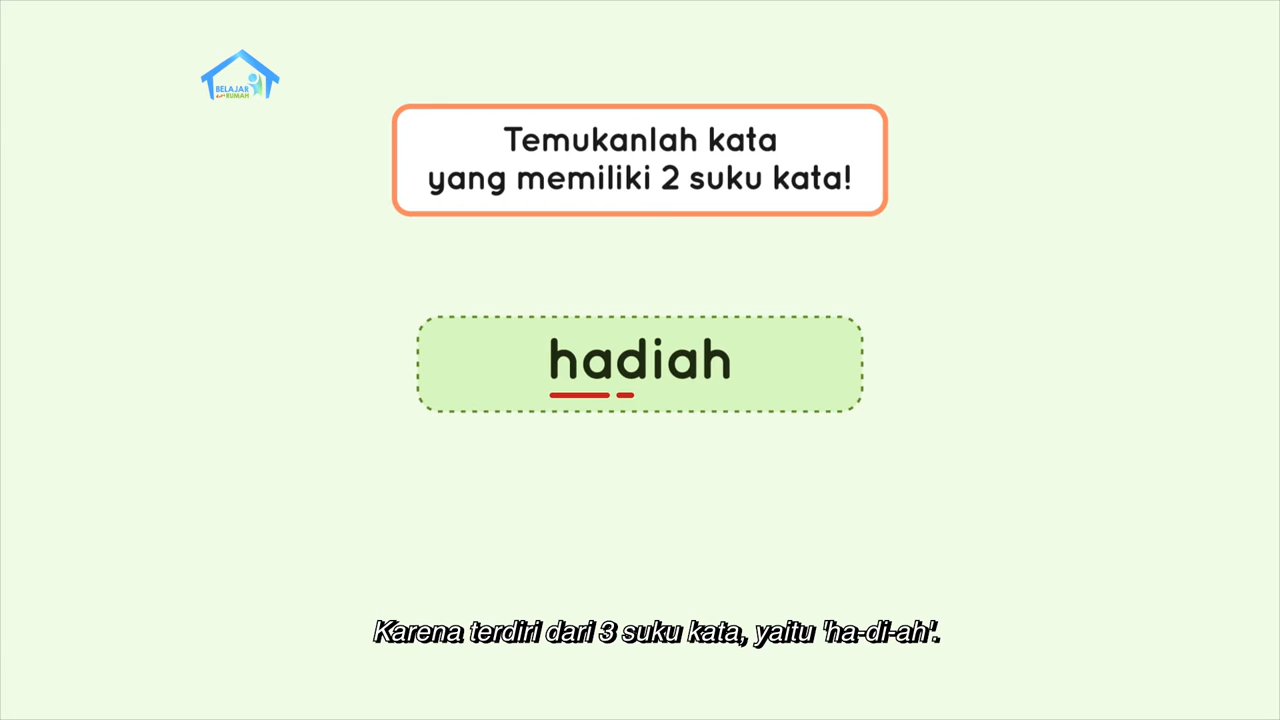 BELAJAR
dari RUMAH
Temukanlah kata
yang memiliki 2 suku kata!
hadiah
Karena terdiri dari 3 suku kata, yaitu 'ha-di-ah'.